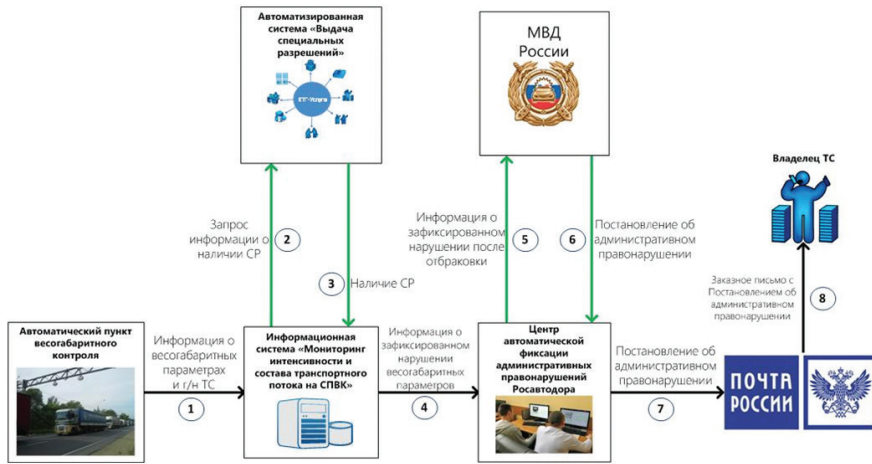 Автоматизированная
система «Выдача
специальных
разрешений»
МВД
России
Владелец ТС
Запрос
информации о
наличии СР
2
3
Наличие СР
Информация о
зафиксированном
нарушении после
отбраковки
5
6
Постановление об
административном
правонарушении
Заказное письмо с
Постановлением об
административном
правонарушении
8
Автоматический пункт
весогабаритного
контроля
Информация о
весогабаритных
параметрах
и г/н ТС
1
Информационная
система «Мониторинг
интенсивности и
состава транспортного
потока на СПВК»
Информация о
зафиксированном
нарушении
весогабаритных
параметров
4
Центр
автоматической
фиксации
административных
правонарушений
Росавтодора
Постановление об
административном
правонарушении
7
ПОЧТА
РОССИИ